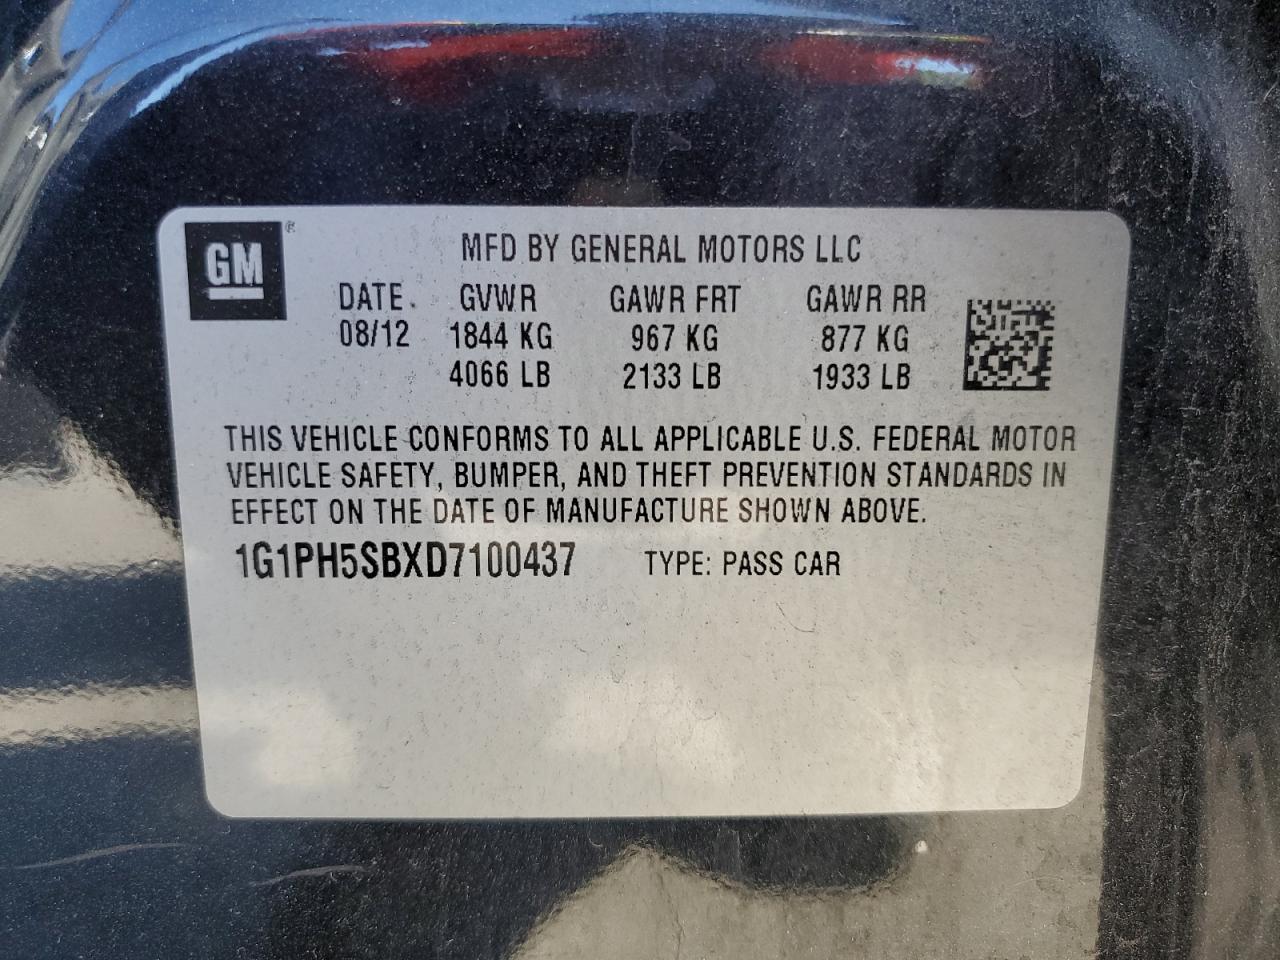 GM ®
MFD BY GENERAL MOTORS LLC
DATE GVWR GAWR FRT GAWR RR
08/12 1844 KG 967 KG 877 KG
4066 LB 2133 LB 1933 LB
THIS VEHICLE CONFORMS TO ALL APPLICABLE U.S. FEDERAL MOTOR
VEHICLE SAFETY, BUMPER, AND THEFT PREVENTION STANDARDS IN
EFFECT ON THE DATE OF MANUFACTURE SHOWN ABOVE.
1G1PH5SBXD7100437 TYPE: PASS CAR